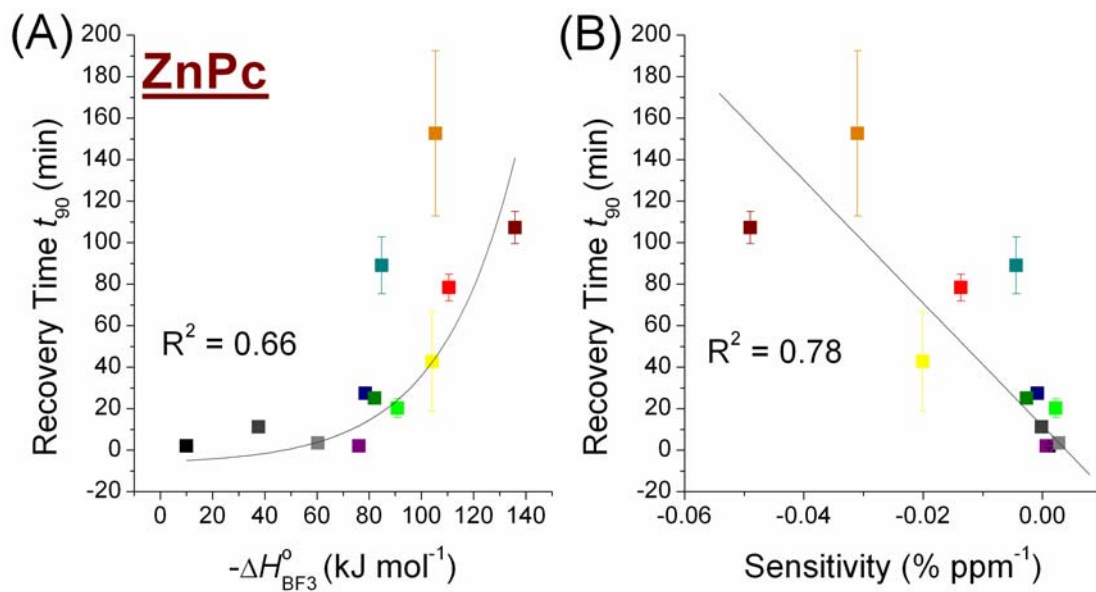 (A)
ZnPc
Recovery Time t90 (min)
200
180
160
140
120
100
80
60
40
20
0
-20
R² = 0.66
0 20 40 60 80 100 120 140
-ΔH°BF3 (kJ mol⁻¹)
(B)
Recovery Time t90 (min)
200
180
160
140
120
100
80
60
40
20
0
-20
R² = 0.78
-0.06 -0.04 -0.02 0.00
Sensitivity (% ppm⁻¹)